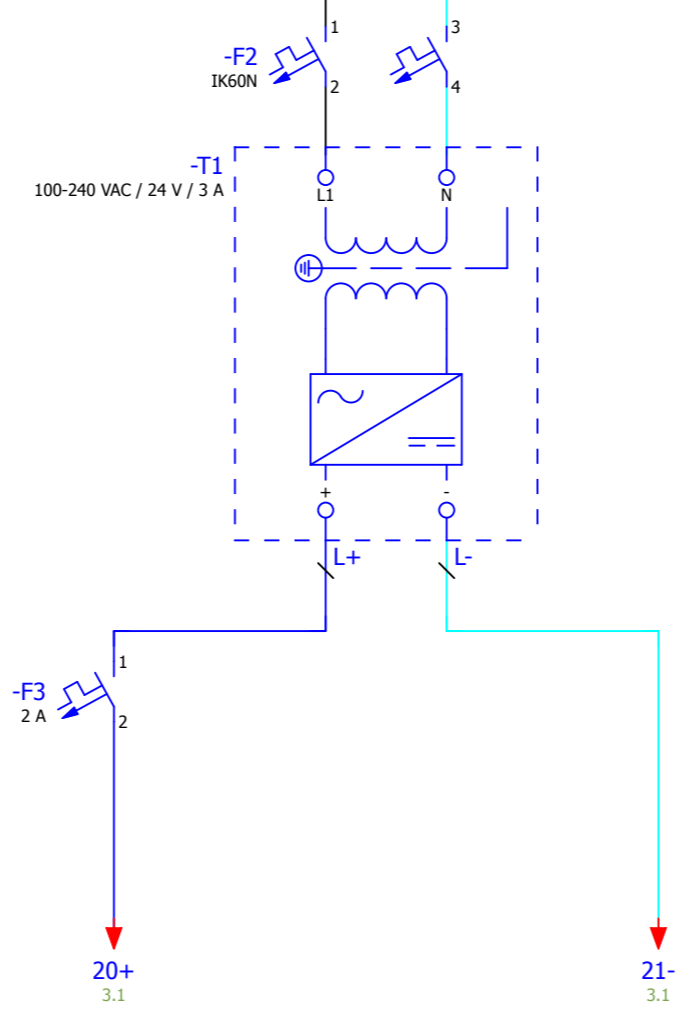 1
3
-F2
IK60N
2
4
-T1
100-240 VAC / 24 V / 3 A
L1
N
+
-
L+
L-
1
-F3
2 A
2
20+
21-
3.1
3.1